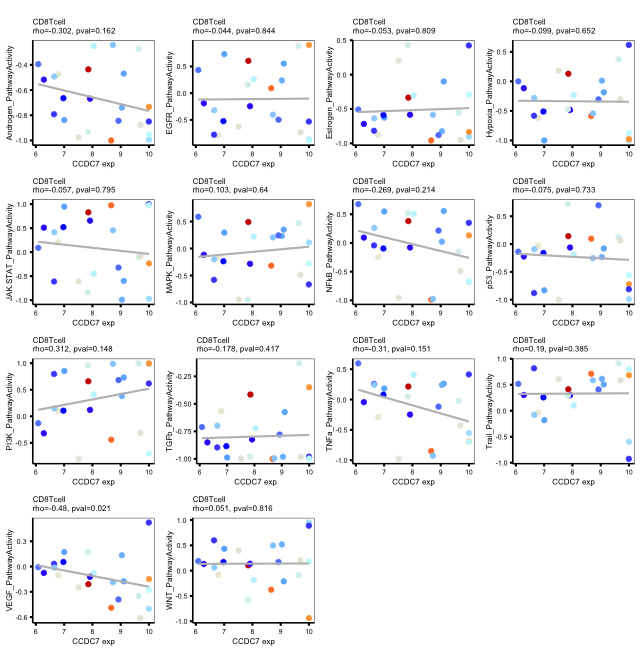 CD8Tcell
rho=-0.302, pval=0.162
Androgen_PathwayActivity
-0.4
-0.6
-0.8
-1.0
6 7 8 9 10
CCDC7 exp
CD8Tcell
rho=-0.044, pval=0.844
EGFR_PathwayActivity
0.5
0.0
-0.5
6 7 8 9 10
CCDC7 exp
CD8Tcell
rho=-0.053, pval=0.809
Estrogen_PathwayActivity
0.5
0.0
-0.5
-1.0
6 7 8 9 10
CCDC7 exp
CD8Tcell
rho=-0.099, pval=0.652
Hypoxia_PathwayActivity
0.5
0.0
-0.5
-1.0
6 7 8 9 10
CCDC7 exp
CD8Tcell
rho=-0.057, pval=0.795
JAK-STAT_PathwayActivity
1.0
0.5
0.0
-0.5
-1.0
6 7 8 9 10
CCDC7 exp
CD8Tcell
rho=0.103, pval=0.64
MAPK_PathwayActivity
0.5
0.0
-0.5
-1.0
6 7 8 9 10
CCDC7 exp
CD8Tcell
rho=-0.269, pval=0.214
NFkB_PathwayActivity
0.5
0.0
-0.5
-1.0
6 7 8 9 10
CCDC7 exp
CD8Tcell
rho=-0.075, pval=0.733
p53_PathwayActivity
0.5
0.0
-0.5
-1.0
6 7 8 9 10
CCDC7 exp
CD8Tcell
rho=0.312, pval=0.148
PI3K_PathwayActivity
1.0
0.5
0.0
-0.5
6 7 8 9 10
CCDC7 exp
CD8Tcell
rho=-0.178, pval=0.417
TGFb_PathwayActivity
-0.25
-0.50
-0.75
-1.00
6 7 8 9 10
CCDC7 exp
CD8Tcell
rho=-0.31, pval=0.151
TNFa_PathwayActivity
0.5
0.0
-0.5
-1.0
6 7 8 9 10
CCDC7 exp
CD8Tcell
rho=0.19, pval=0.385
Trail_PathwayActivity
1.0
0.5
0.0
-0.5
-1.0
6 7 8 9 10
CCDC7 exp
CD8Tcell
rho=-0.48, pval=0.021
VEGF_PathwayActivity
0.3
0.0
-0.3
-0.6
6 7 8 9 10
CCDC7 exp
CD8Tcell
rho=0.051, pval=0.816
WNT_PathwayActivity
1.0
0.5
0.0
-0.5
-1.0
6 7 8 9 10
CCDC7 exp